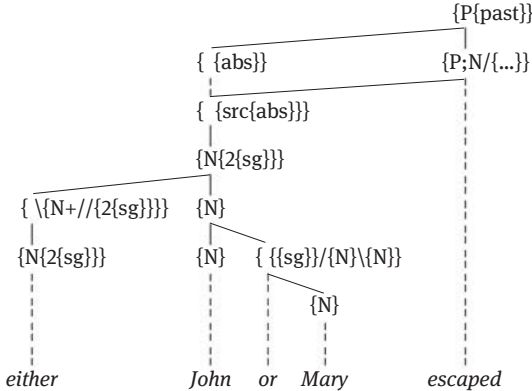 {P{past}}
{ {abs}} {P;N/{...}}
{ {src{abs}}}
{N{2{sg}}}
{ \{N+//{2{sg}}}} {N}
{N{2{sg}}} {N} { {{sg}}/{N}\{N}}
{N}
either John or Mary escaped